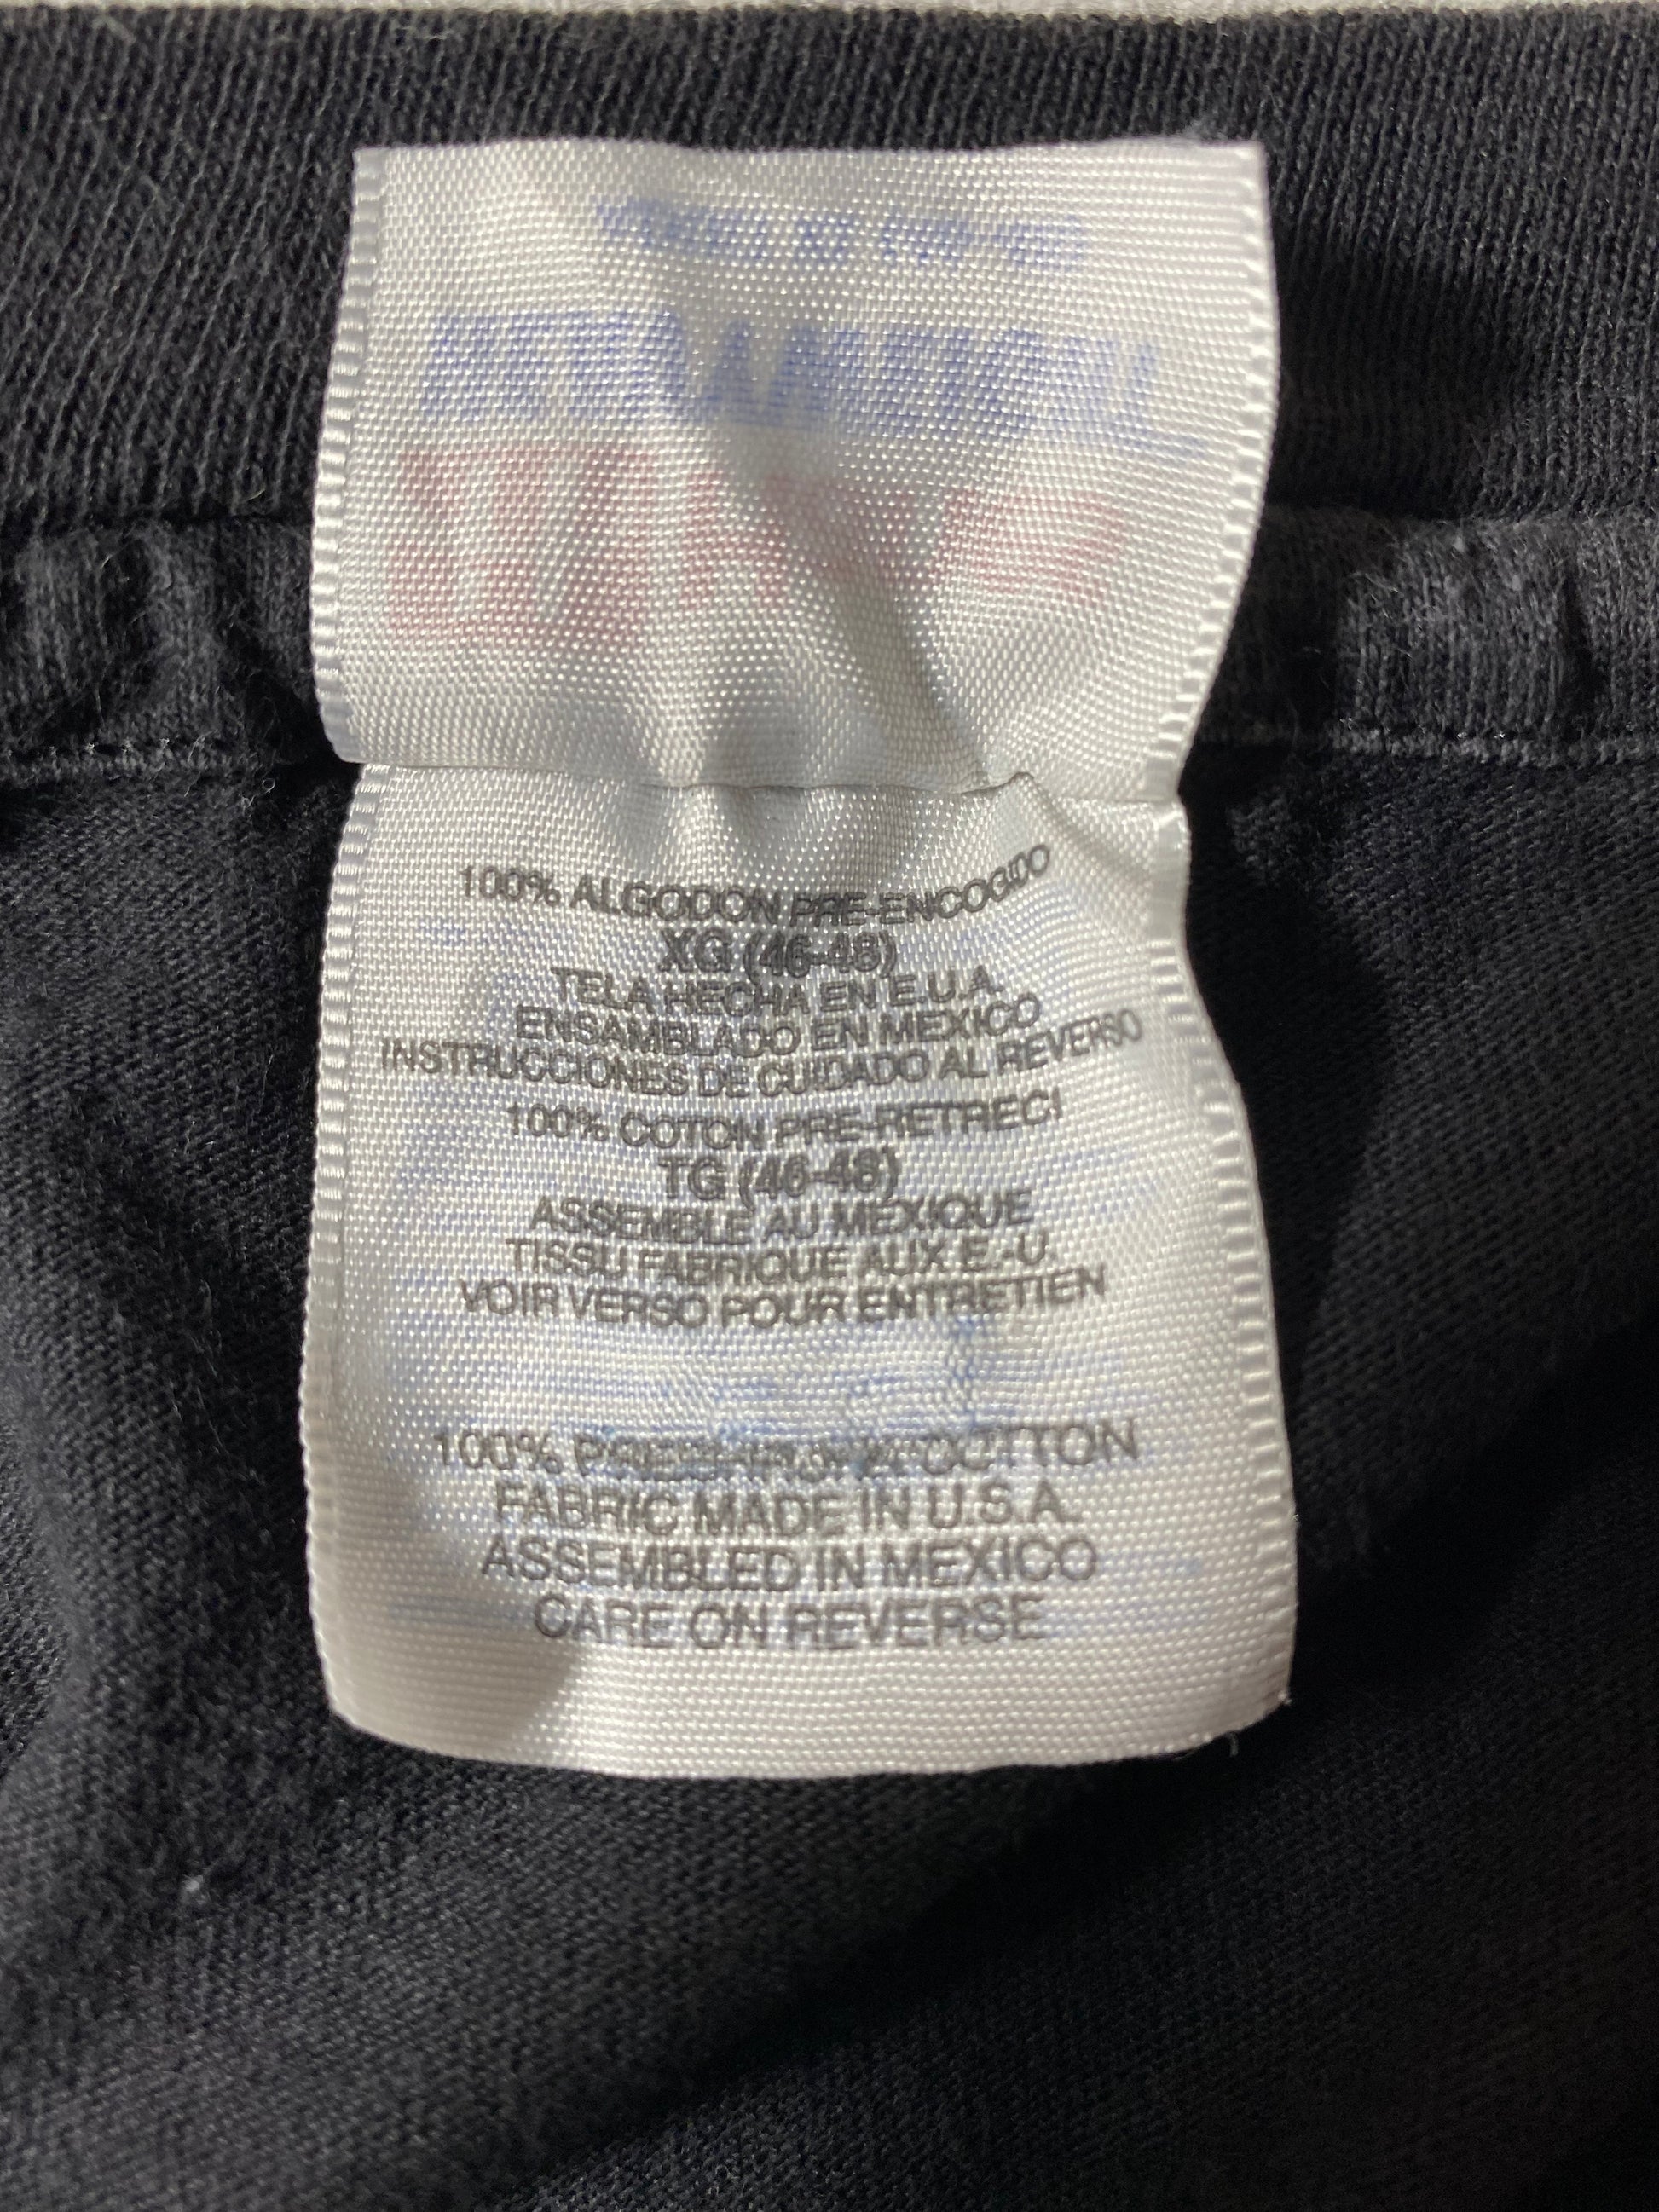 100% ALGODON PRE-ENCOGIDO
XG (46-48)
TELA HECHA EN E.U.A.
ENSAMBLADO EN MEXICO
INSTRUCCIONES DE CUIDADO AL REVERSO
100% COTON PRE-RETRECI
TG (46-48)
ASSEMBLE AU MEXIQUE
TISSU FABRIQUE AUX E.-U.
VOIR VERSO POUR ENTRETIEN
100% COTTON
FABRIC MADE IN U.S.A.
ASSEMBLED IN MEXICO
CARE ON REVERSE